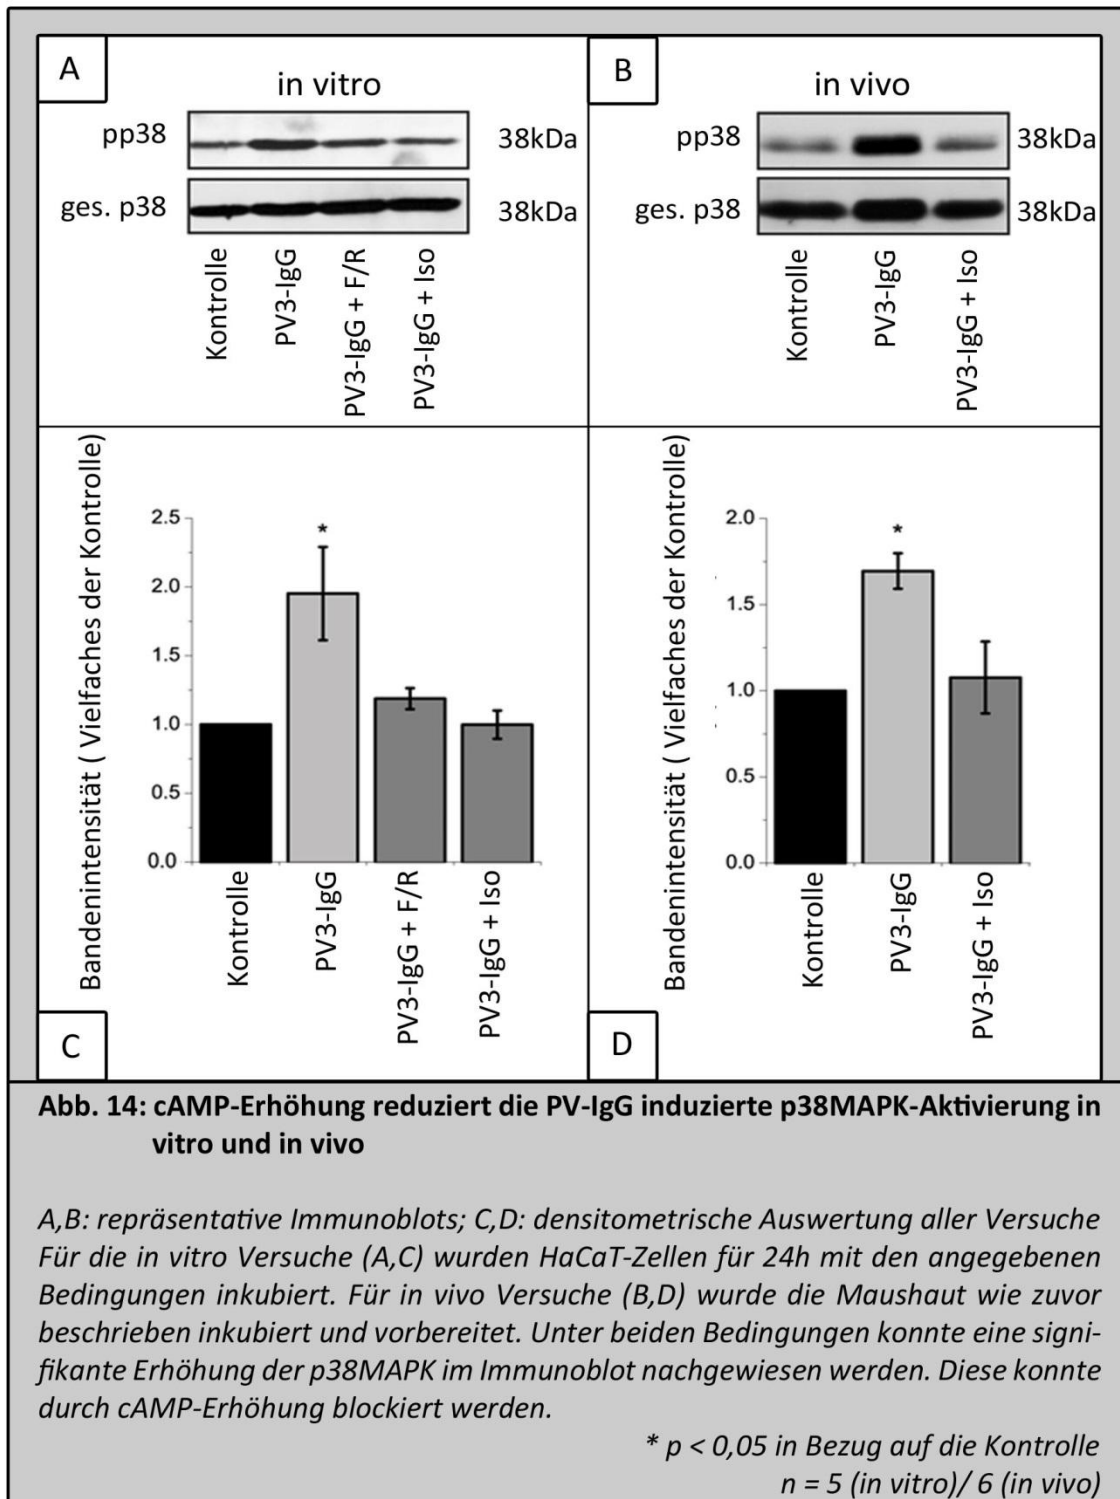 A
in vitro
pp38
38kDa
ges. p38
38kDa
Kontrolle
PV3-IgG
PV3-IgG + F/R
PV3-IgG + Iso
B
in vivo
pp38
38kDa
ges. p38
38kDa
Kontrolle
PV3-IgG
PV3-IgG + Iso
Bandenintensität ( Vielfaches der Kontrolle)
2.5
2.0
1.5
1.0
0.5
0.0
*
Kontrolle
PV3-IgG
PV3-IgG + F/R
PV3-IgG + Iso
C
Bandenintensität ( Vielfaches der Kontrolle)
2.0
1.5
1.0
0.5
0.0
*
Kontrolle
PV3-IgG
PV3-IgG + Iso
D
Abb. 14: cAMP-Erhöhung reduziert die PV-IgG induzierte p38MAPK-Aktivierung in
vitro und in vivo
A,B: repräsentative Immunoblots; C,D: densitometrische Auswertung aller Versuche
Für die in vitro Versuche (A,C) wurden HaCaT-Zellen für 24h mit den angegebenen
Bedingungen inkubiert. Für in vivo Versuche (B,D) wurde die Maushaut wie zuvor
beschrieben inkubiert und vorbereitet. Unter beiden Bedingungen konnte eine signi-
fikante Erhöhung der p38MAPK im Immunoblot nachgewiesen werden. Diese konnte
durch cAMP-Erhöhung blockiert werden.
* p < 0,05 in Bezug auf die Kontrolle
n = 5 (in vitro)/ 6 (in vivo)